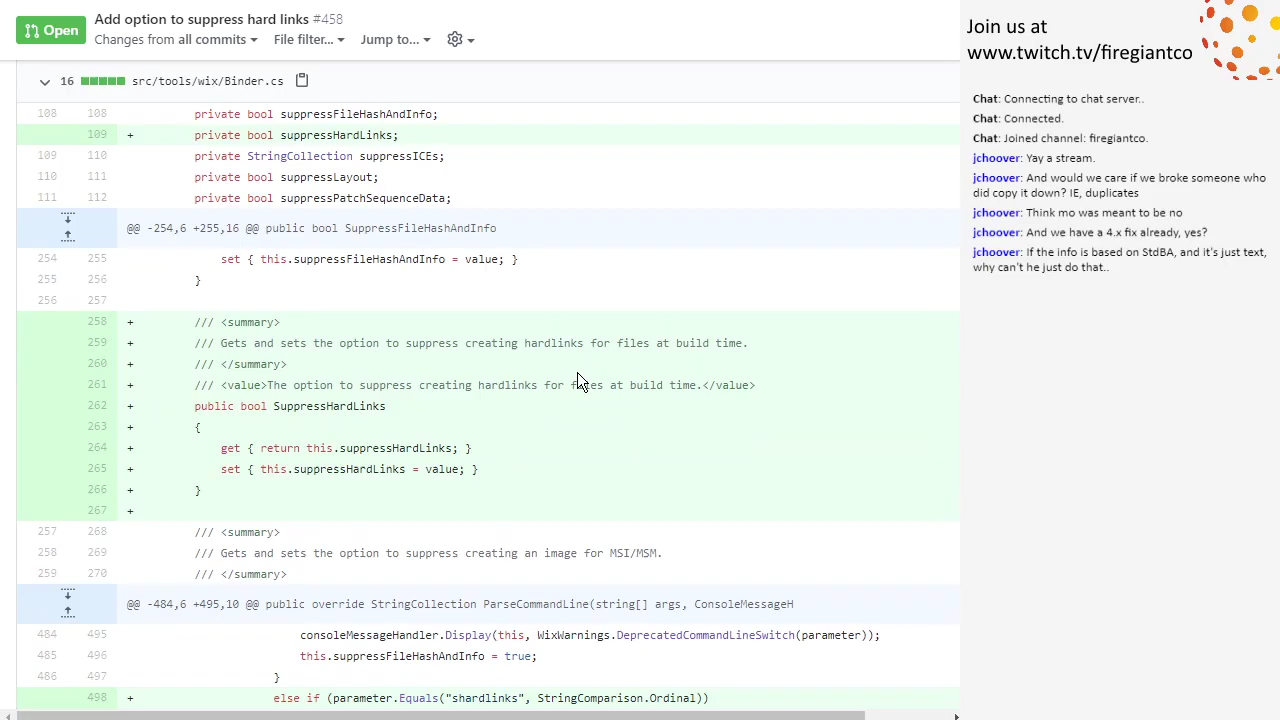 Open
Add option to suppress hard links #458
Changes from all commits File filter... Jump to...
16 src/tools/wix/Binder.cs
108 108 private bool suppressFileHashAndInfo;
109 + private bool suppressHardLinks;
109 110 private StringCollection suppressICEs;
110 111 private bool suppressLayout;
111 112 private bool suppressPatchSequenceData;
@@ -254,6 +255,16 @@ public bool SuppressFileHashAndInfo
254 255 set { this.suppressFileHashAndInfo = value; }
255 256 }
256 257
258 + /// <summary>
259 + /// Gets and sets the option to suppress creating hardlinks for files at build time.
260 + /// </summary>
261 + /// <value>The option to suppress creating hardlinks for files at build time.</value>
262 + public bool SuppressHardLinks
263 + {
264 + get { return this.suppressHardLinks; }
265 + set { this.suppressHardLinks = value; }
266 + }
267 +
257 268 /// <summary>
258 269 /// Gets and sets the option to suppress creating an image for MSI/MSM.
259 270 /// </summary>
@@ -484,6 +495,10 @@ public override StringCollection ParseCommandLine(string[] args, ConsoleMessageH
484 495 consoleMessageHandler.Display(this, WixWarnings.DeprecatedCommandLineSwitch(parameter));
485 496 this.suppressFileHashAndInfo = true;
486 497 }
498 + else if (parameter.Equals("shardlinks", StringComparison.Ordinal))
Join us at
www.twitch.tv/firegiantco
Chat: Connecting to chat server..
Chat: Connected.
Chat: Joined channel: firegiantco.
jchoover: Yay a stream.
jchoover: And would we care if we broke someone who
did copy it down? IE, duplicates
jchoover: Think mo was meant to be no
jchoover: And we have a 4.x fix already, yes?
jchoover: If the info is based on StdBA, and it's just text,
why can't he just do that..